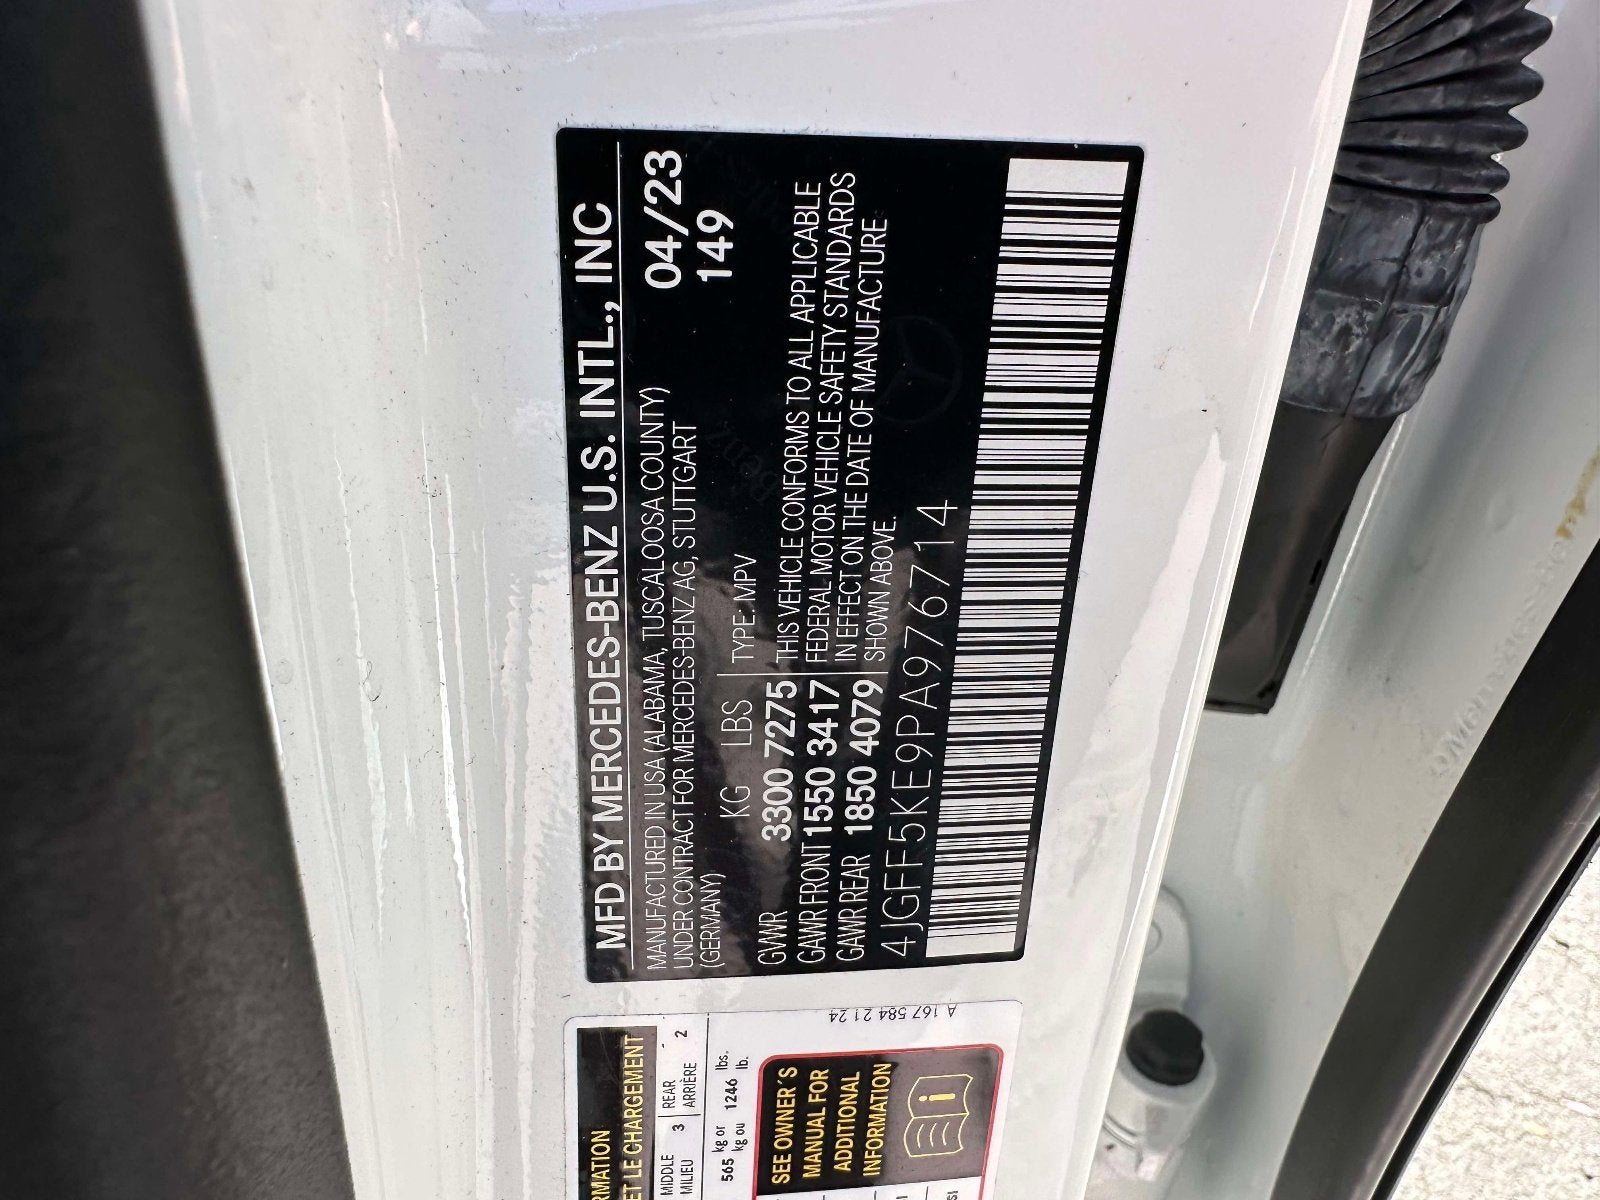 MFD BY MERCEDES-BENZ U.S. INTL., INC
MANUFACTURED IN USA (ALABAMA, TUSCALOOSA COUNTY) 04/23
UNDER CONTRACT FOR MERCEDES-BENZ AG, STUTTGART 149
(GERMANY)
KG LBS TYPE: MPV
GVWR 3300 7275 THIS VEHICLE CONFORMS TO ALL APPLICABLE
GAWR FRONT 1550 3417 FEDERAL MOTOR VEHICLE SAFETY STANDARDS
GAWR REAR 1850 4079 IN EFFECT ON THE DATE OF MANUFACTURE
SHOWN ABOVE.
4JGFF5KE9PA976714
RMATION
ET LE CHARGEMENT
MIDDLE 3 REAR 2
MILIEU ARRIÈRE
565 kg or 1246 lbs.
kg ou lb.
SEE OWNER'S
MANUAL FOR
ADDITIONAL
INFORMATION
A 167 584 21 24